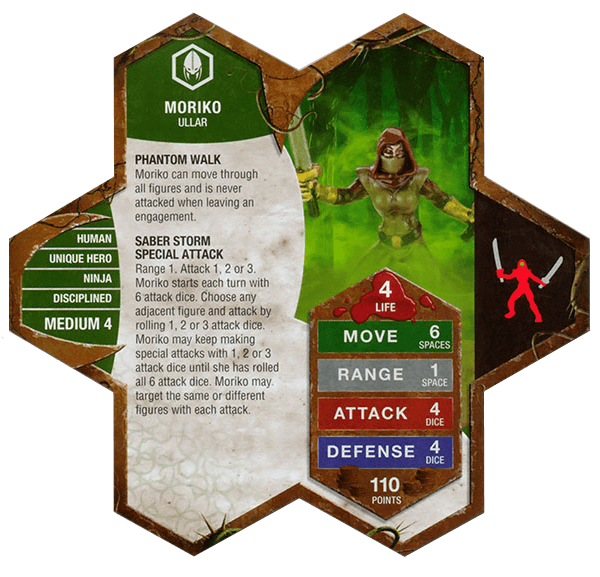 MORIKO
ULLAR
PHANTOM WALK
Moriko can move through
all figures and is never
attacked when leaving an
engagement.
SABER STORM
SPECIAL ATTACK
Range 1. Attack 1, 2 or 3.
Moriko starts each turn with
6 attack dice. Choose any
adjacent figure and attack by
rolling 1, 2 or 3 attack dice.
Moriko may keep making
special attacks with 1, 2 or 3
attack dice until she has rolled
all 6 attack dice. Moriko may
target the same or different
figures with each attack.
HUMAN
UNIQUE HERO
NINJA
DISCIPLINED
MEDIUM 4
4
LIFE
MOVE 6
SPACES
RANGE 1
SPACE
ATTACK 4
DICE
DEFENSE 4
DICE
110
POINTS